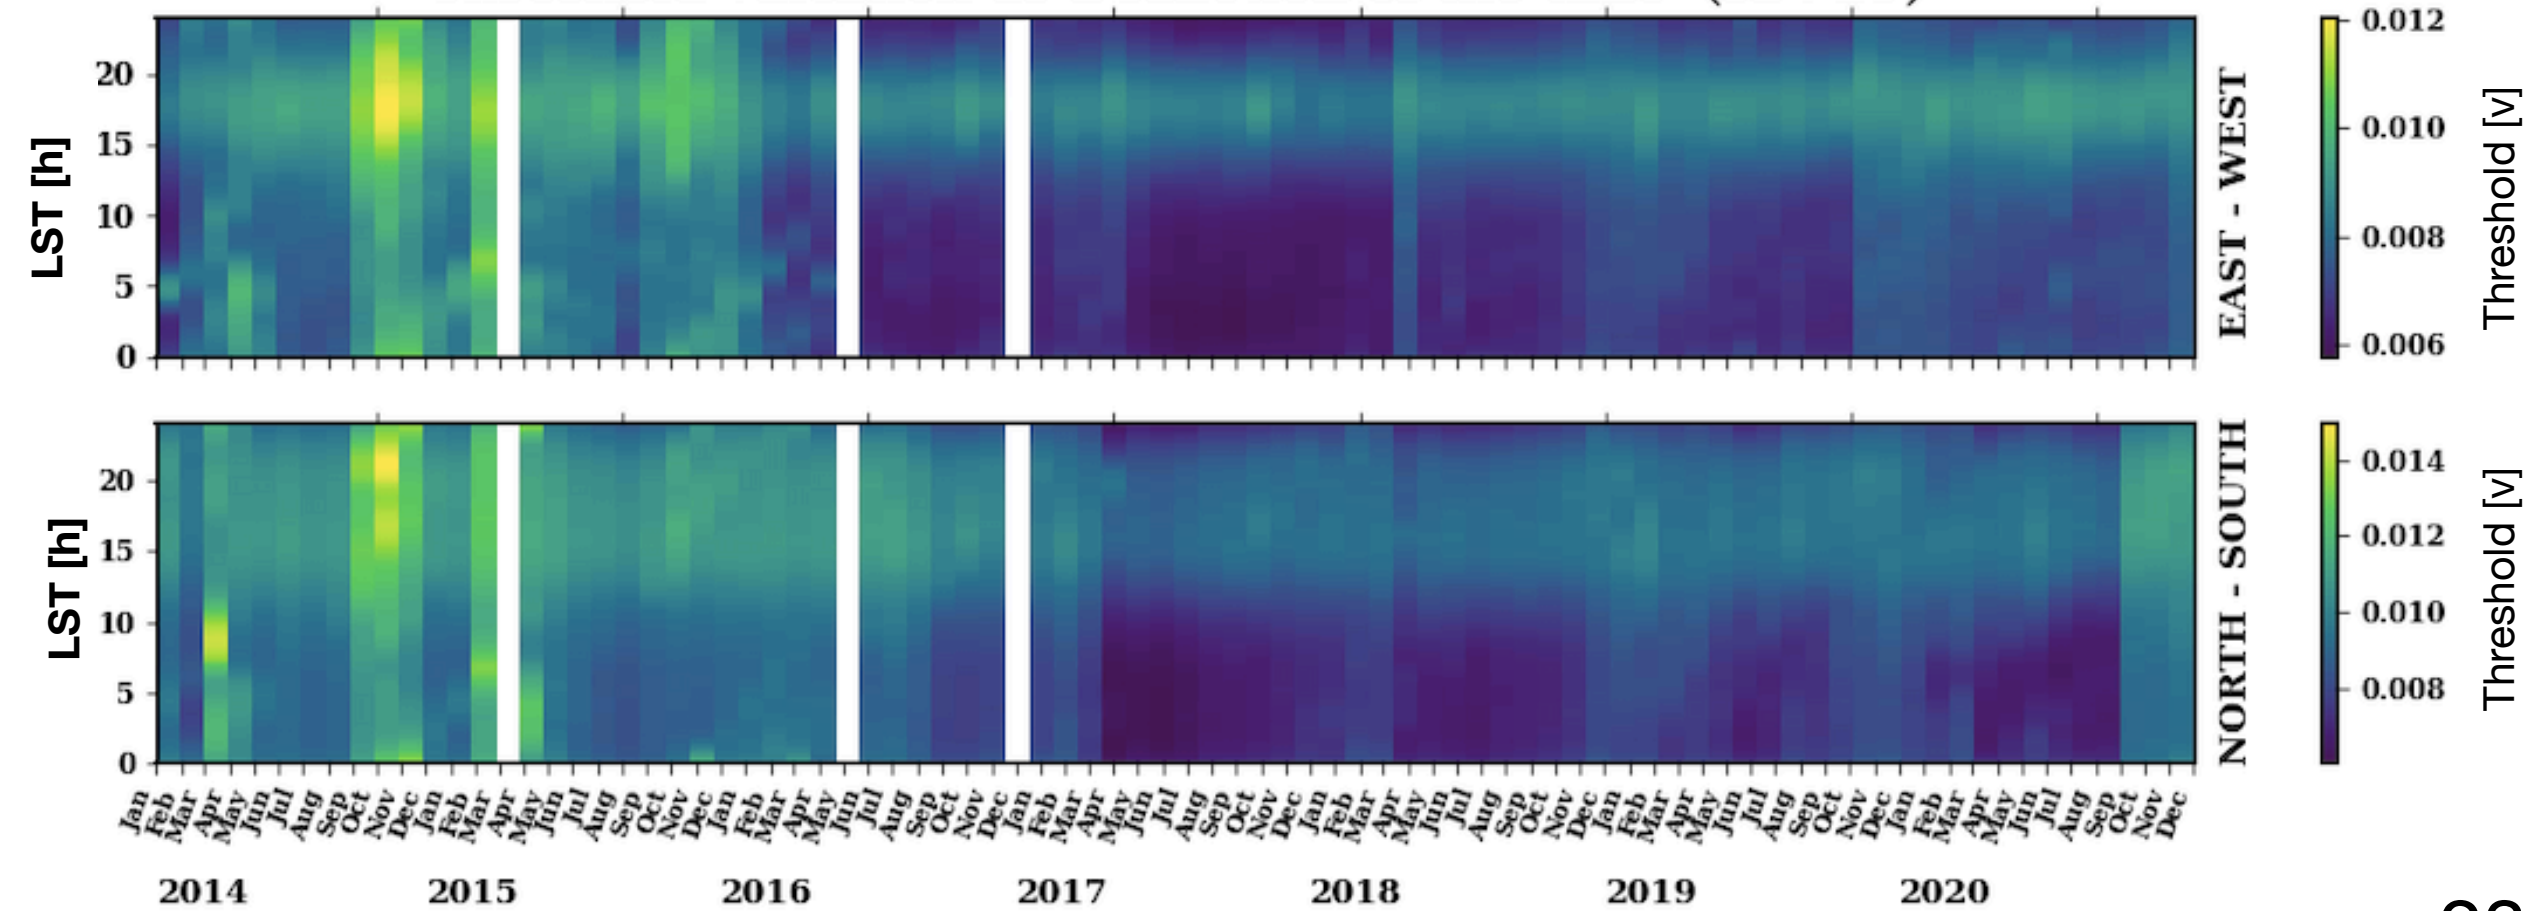 20
15
10
5
0
LST [h]
EAST - WEST
0.012
0.010
0.008
0.006
Threshold [v]
20
15
10
5
0
LST [h]
NORTH - SOUTH
0.014
0.012
0.010
0.008
Threshold [v]
Jan Feb Mar Apr May Jun Jul Aug Sep Oct Nov Dec Jan Feb Mar Apr May Jun Jul Aug Sep Oct Nov Dec Jan Feb Mar Apr May Jun Jul Aug Sep Oct Nov Dec Jan Feb Mar Apr May Jun Jul Aug Sep Oct Nov Dec Jan Feb Mar Apr May Jun Jul Aug Sep Oct Nov Dec Jan Feb Mar Apr May Jun Jul Aug Sep Oct Nov Dec Jan Feb Mar Apr May Jun Jul Aug Sep Oct Nov Dec
2014 2015 2016 2017 2018 2019 2020